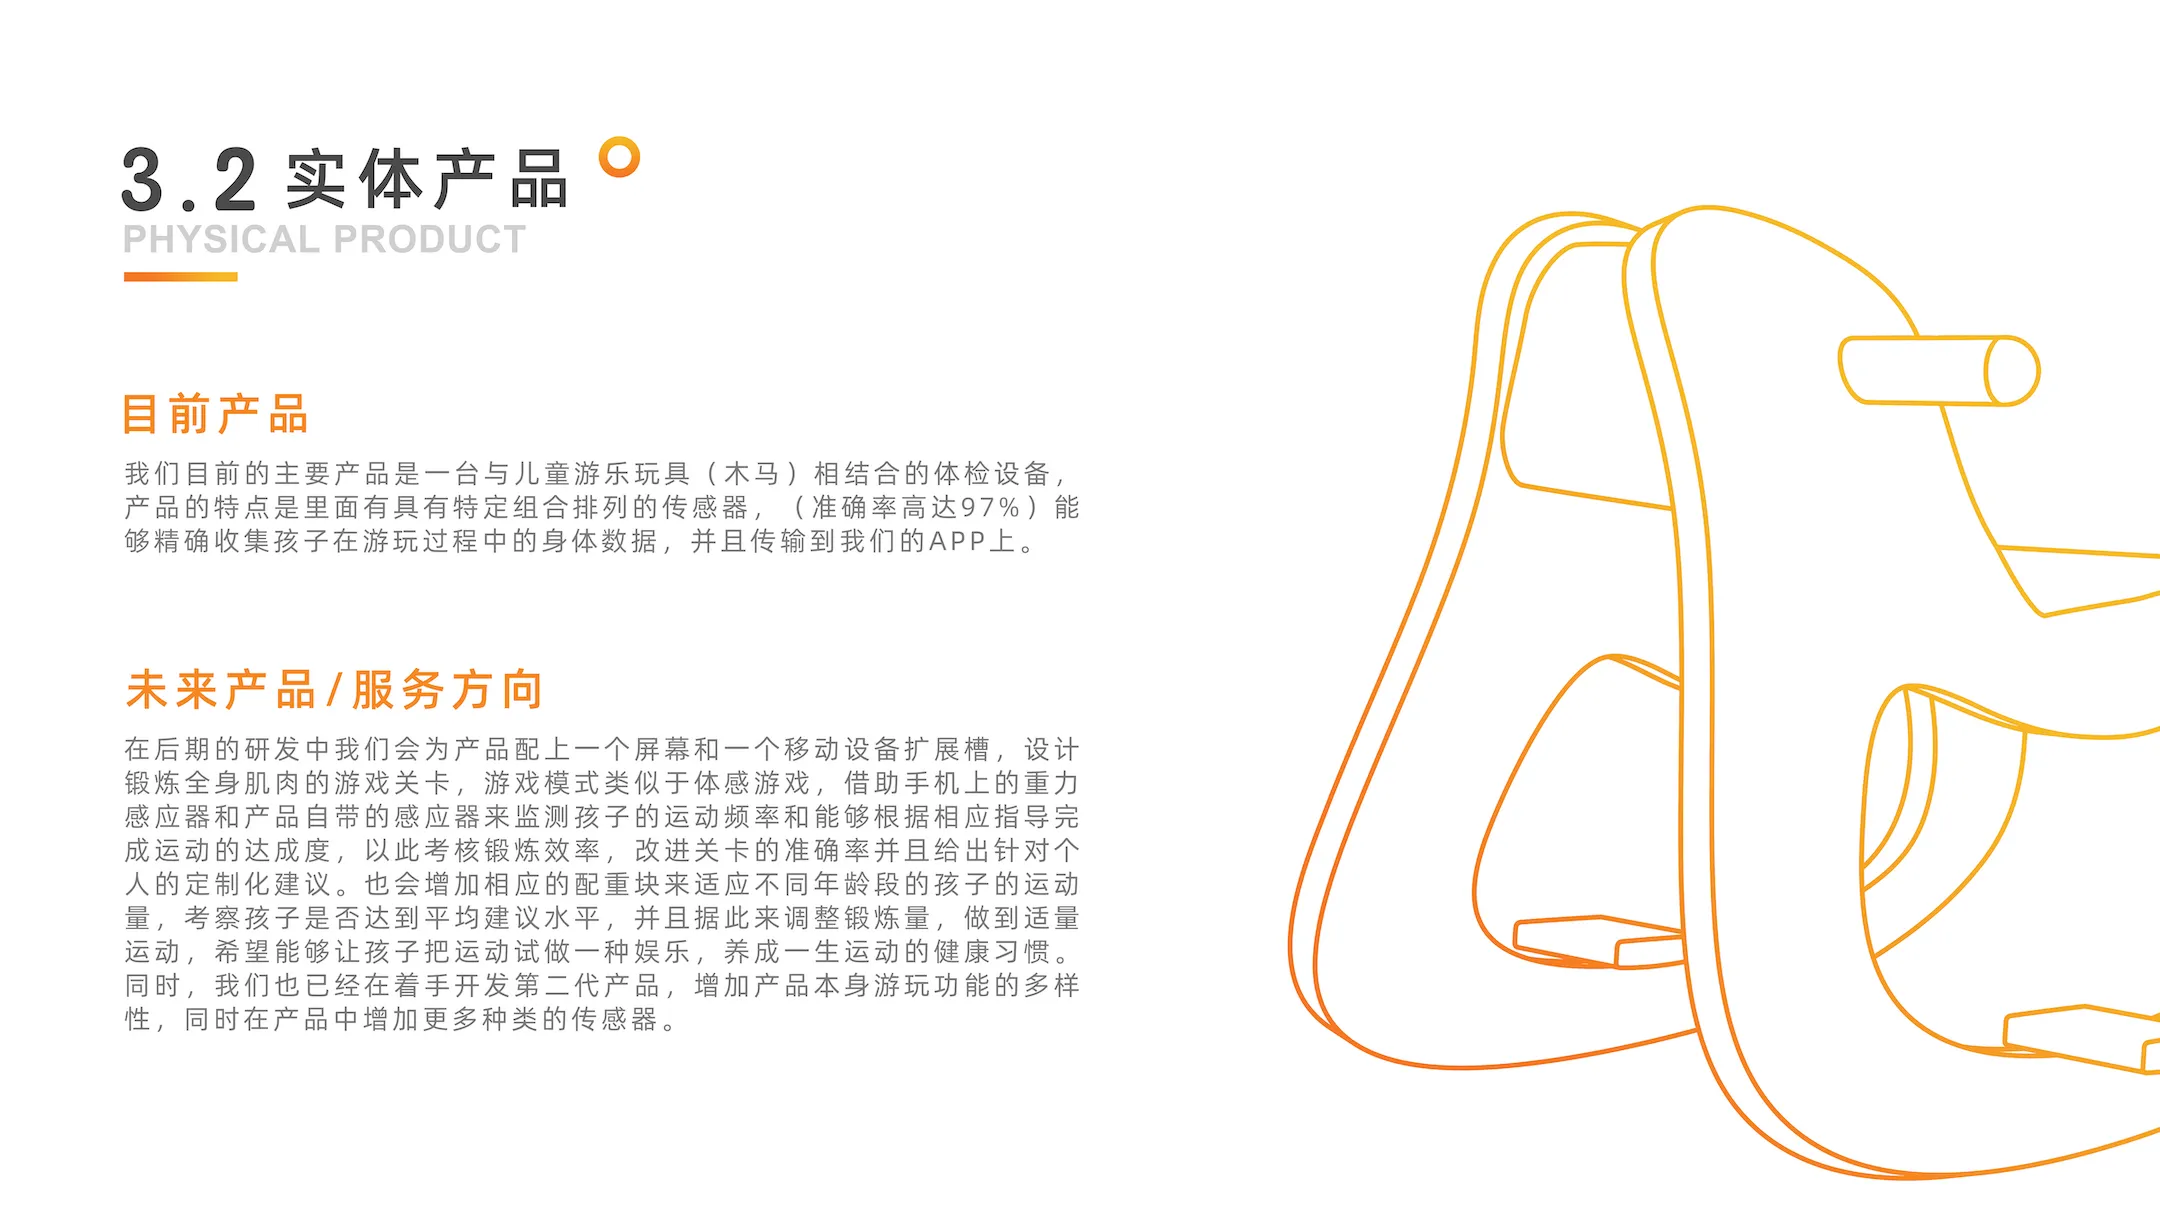 3.2 实体产品
PHYSICAL PRODUCT
目前产品
我们目前的主要产品是一台与儿童游乐玩具（木马）相结合的体检设备，
产品的特点是里面有具有特定组合排列的传感器，（准确率高达97%）能
够精确收集孩子在游玩过程中的身体数据，并且传输到我们的APP上。
未来产品/服务方向
在后期的研发中我们会为产品配上一个屏幕和一个移动设备扩展槽，设计
锻炼全身肌肉的游戏关卡，游戏模式类似于体感游戏，借助手机上的重力
感应器和产品自带的感应器来监测孩子的运动频率和能够根据相应指导完
成运动的达成度，以此考核锻炼效率，改进关卡的准确率并且给出针对个
人的定制化建议。也会增加相应的配重块来适应不同年龄段的孩子的运动
量，考察孩子是否达到平均建议水平，并且据此来调整锻炼量，做到适量
运动，希望能够让孩子把运动试做一种娱乐，养成一生运动的健康习惯。
同时，我们也已经在着手开发第二代产品，增加产品本身游玩功能的多样
性，同时在产品中增加更多种类的传感器。